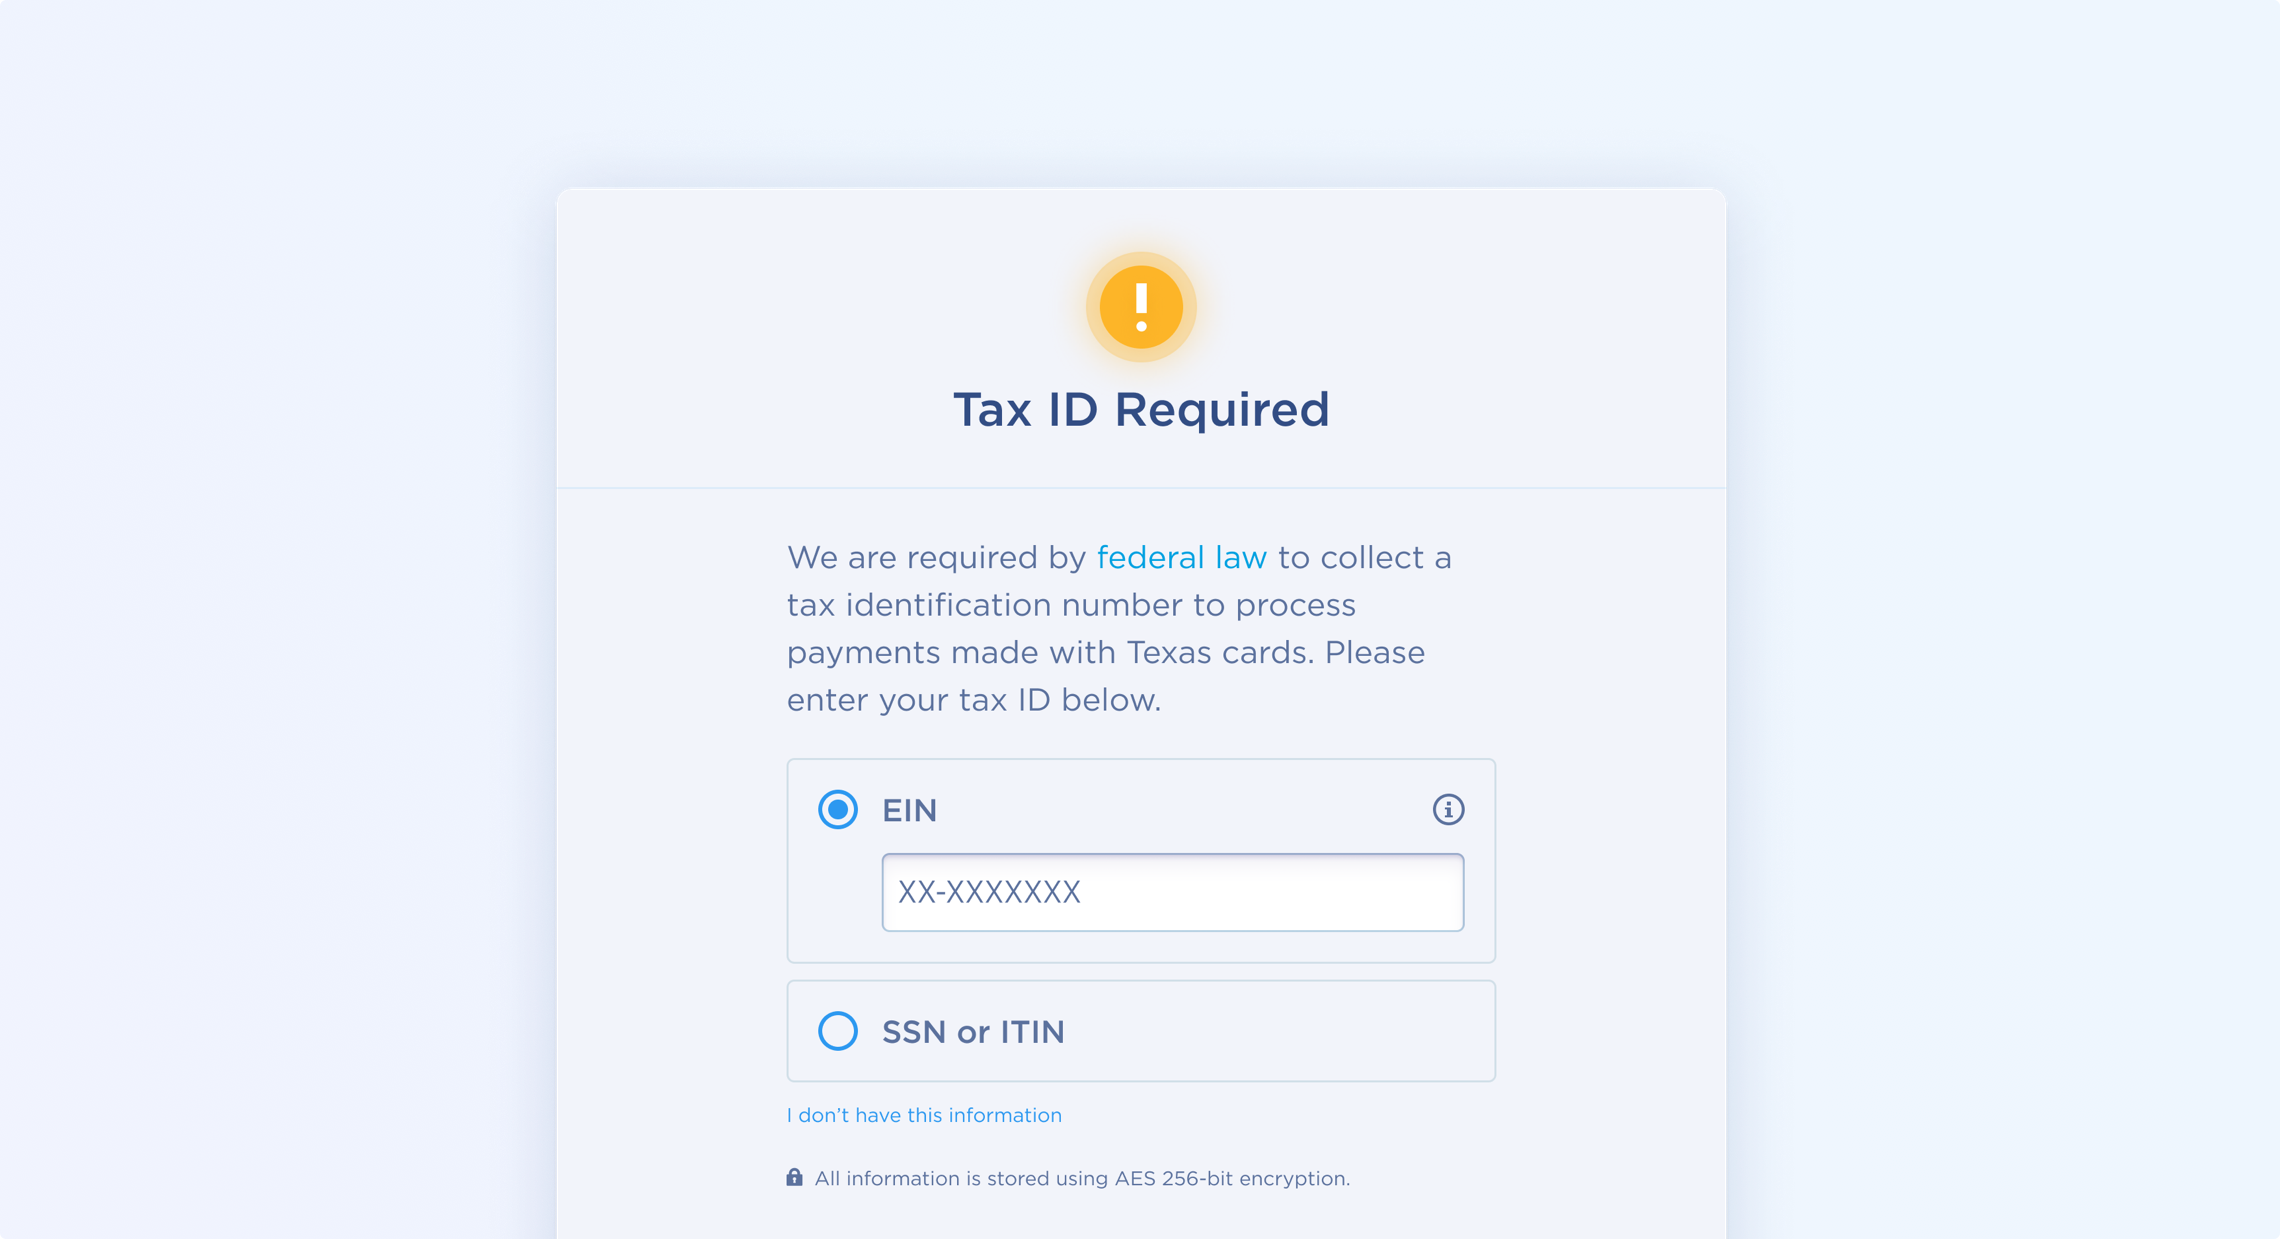 Tax ID Required
We are required by federal law to collect a
tax identification number to process
payments made with Texas cards. Please
enter your tax ID below.
EIN
XX-XXXXXXX
SSN or ITIN
I don’t have this information
All information is stored using AES 256-bit encryption.